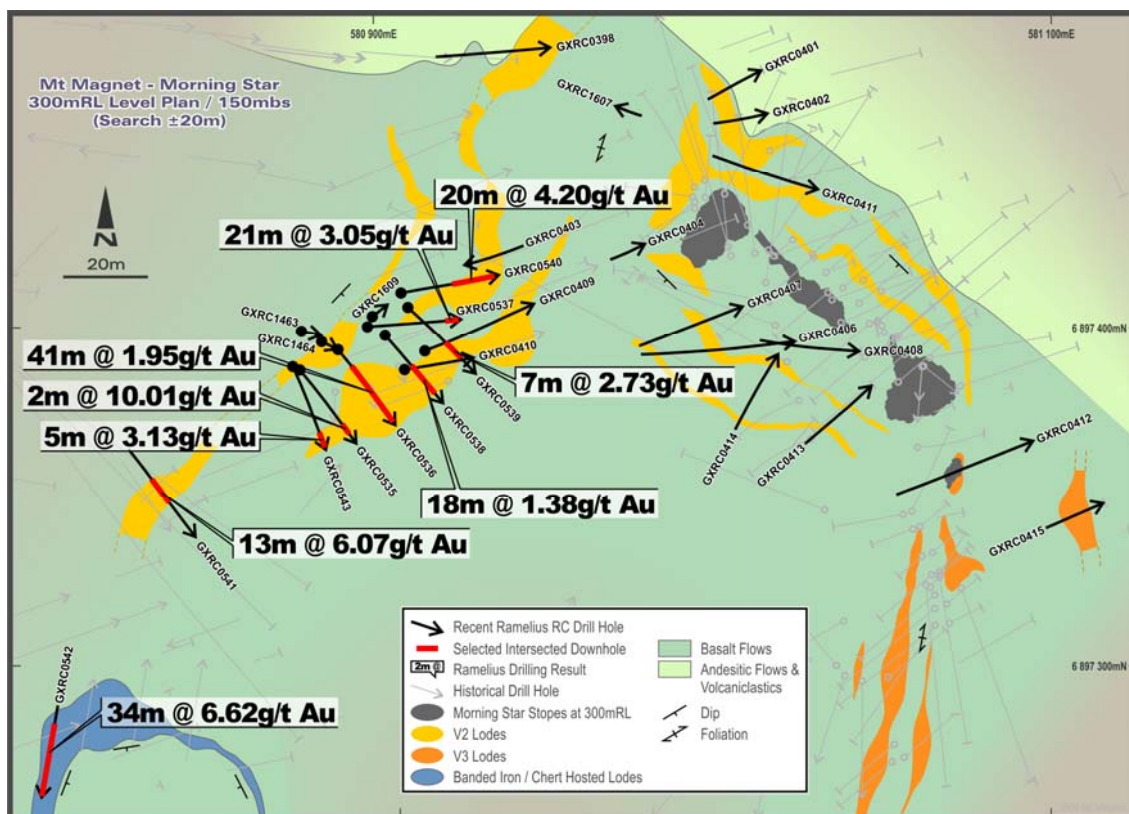 580 900mE
581 100mE
Mt Magnet - Morning Star
300mRL Level Plan / 150mbs
(Search ±20m)
N
20m
GXRC0398
GXRC1607
GXRC0401
GXRC0402
GXRC0411
20m @ 4.20g/t Au
21m @ 3.05g/t Au
GXRC0403
GXRC0404
GXRC0540
GXRC1609
GXRC0537
GXRC0409
GXRC0407
GXRC1463
GXRC1464
GXRC0406
6 897 400mN
GXRC0410
GXRC0408
41m @ 1.95g/t Au
7m @ 2.73g/t Au
2m @ 10.01g/t Au
GXRC0539
5m @ 3.13g/t Au
GXRC0538
GXRC0536
GXRC0535
GXRC0543
GXRC0414
GXRC0413
GXRC0412
18m @ 1.38g/t Au
13m @ 6.07g/t Au
GXRC0541
GXRC0415
GXRC0542
34m @ 6.62g/t Au
6 897 300mN
Recent Ramelius RC Drill Hole
Selected Intersected Downhole
2m @
Ramelius Drilling Result
Historical Drill Hole
Morning Star Stopes at 300mRL
V2 Lodes
V3 Lodes
Banded Iron / Chert Hosted Lodes
Basalt Flows
Andesitic Flows &
Volcaniclastics
Dip
Foliation